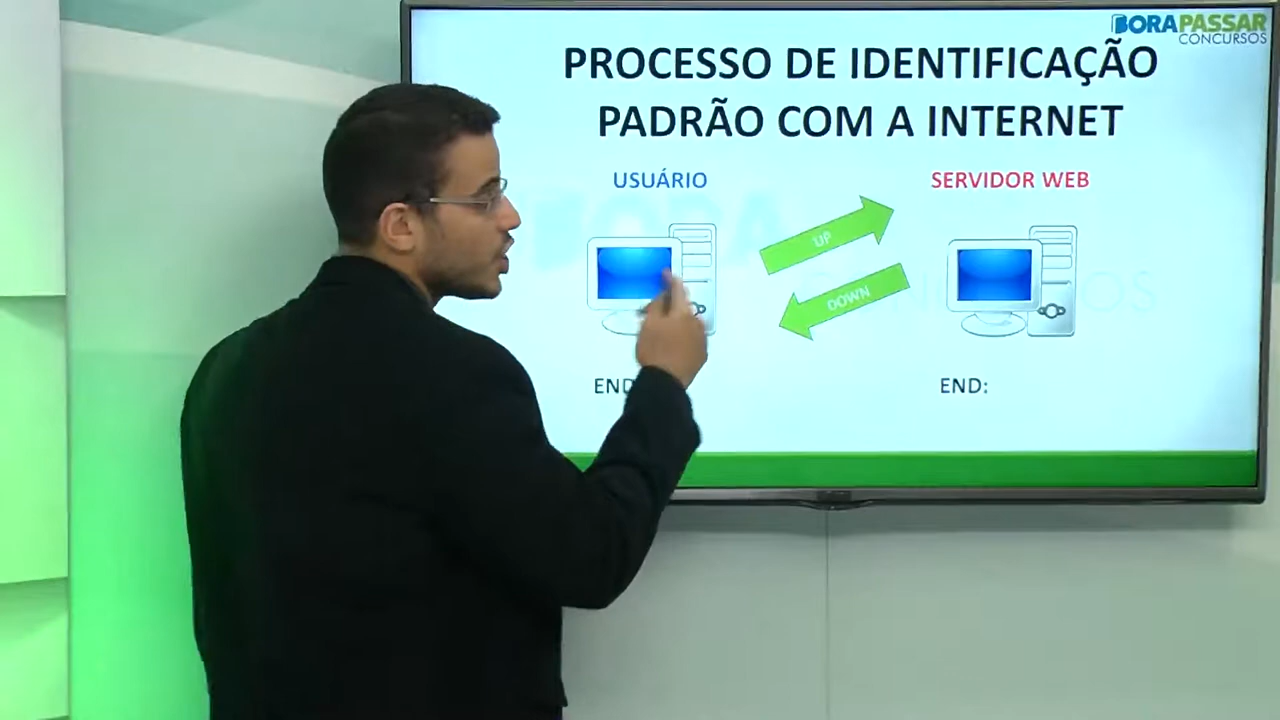 BORAPASSAR
CONCURSOS
PROCESSO DE IDENTIFICAÇÃO
PADRÃO COM A INTERNET
USUÁRIO
SERVIDOR WEB
UP
DOWN
END: